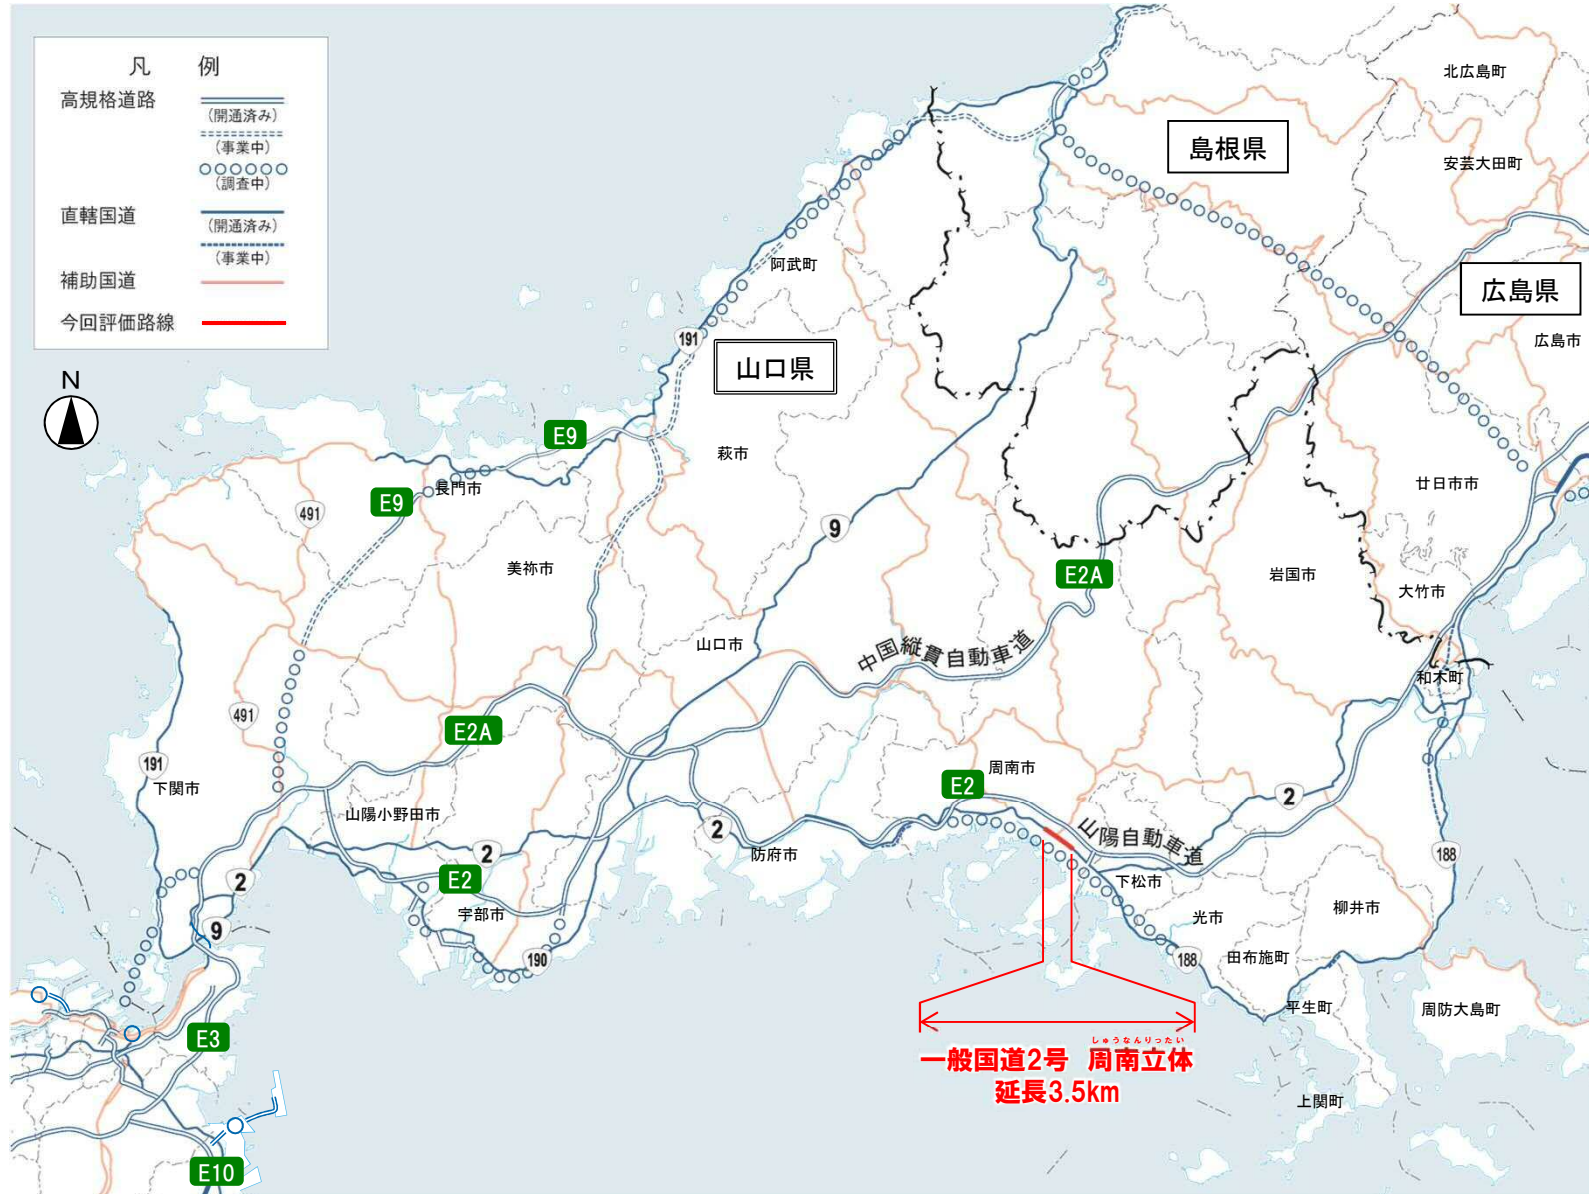 凡 例
高規格道路
(開通済み)
(事業中)
(調査中)
直轄国道
(開通済み)
(事業中)
補助国道
今回評価路線
N
北広島町
島根県
安芸大田町
広島県
広島市
阿武町
191
山口県
E9
萩市
E9
長門市
491
9
廿日市市
美祢市
E2A
岩国市
大竹市
山口市
中国縦貫自動車道
和木町
491
E2A
191
下関市
周南市
E2
2
山陽小野田市
2
山陽自動車道
2
防府市
188
E2
下松市
2
宇部市
光市
柳井市
9
190
188
田布施町
平生町
周防大島町
E3
しゅうなんりったい
一般国道2号 周南立体
延長3.5km
上関町
E10